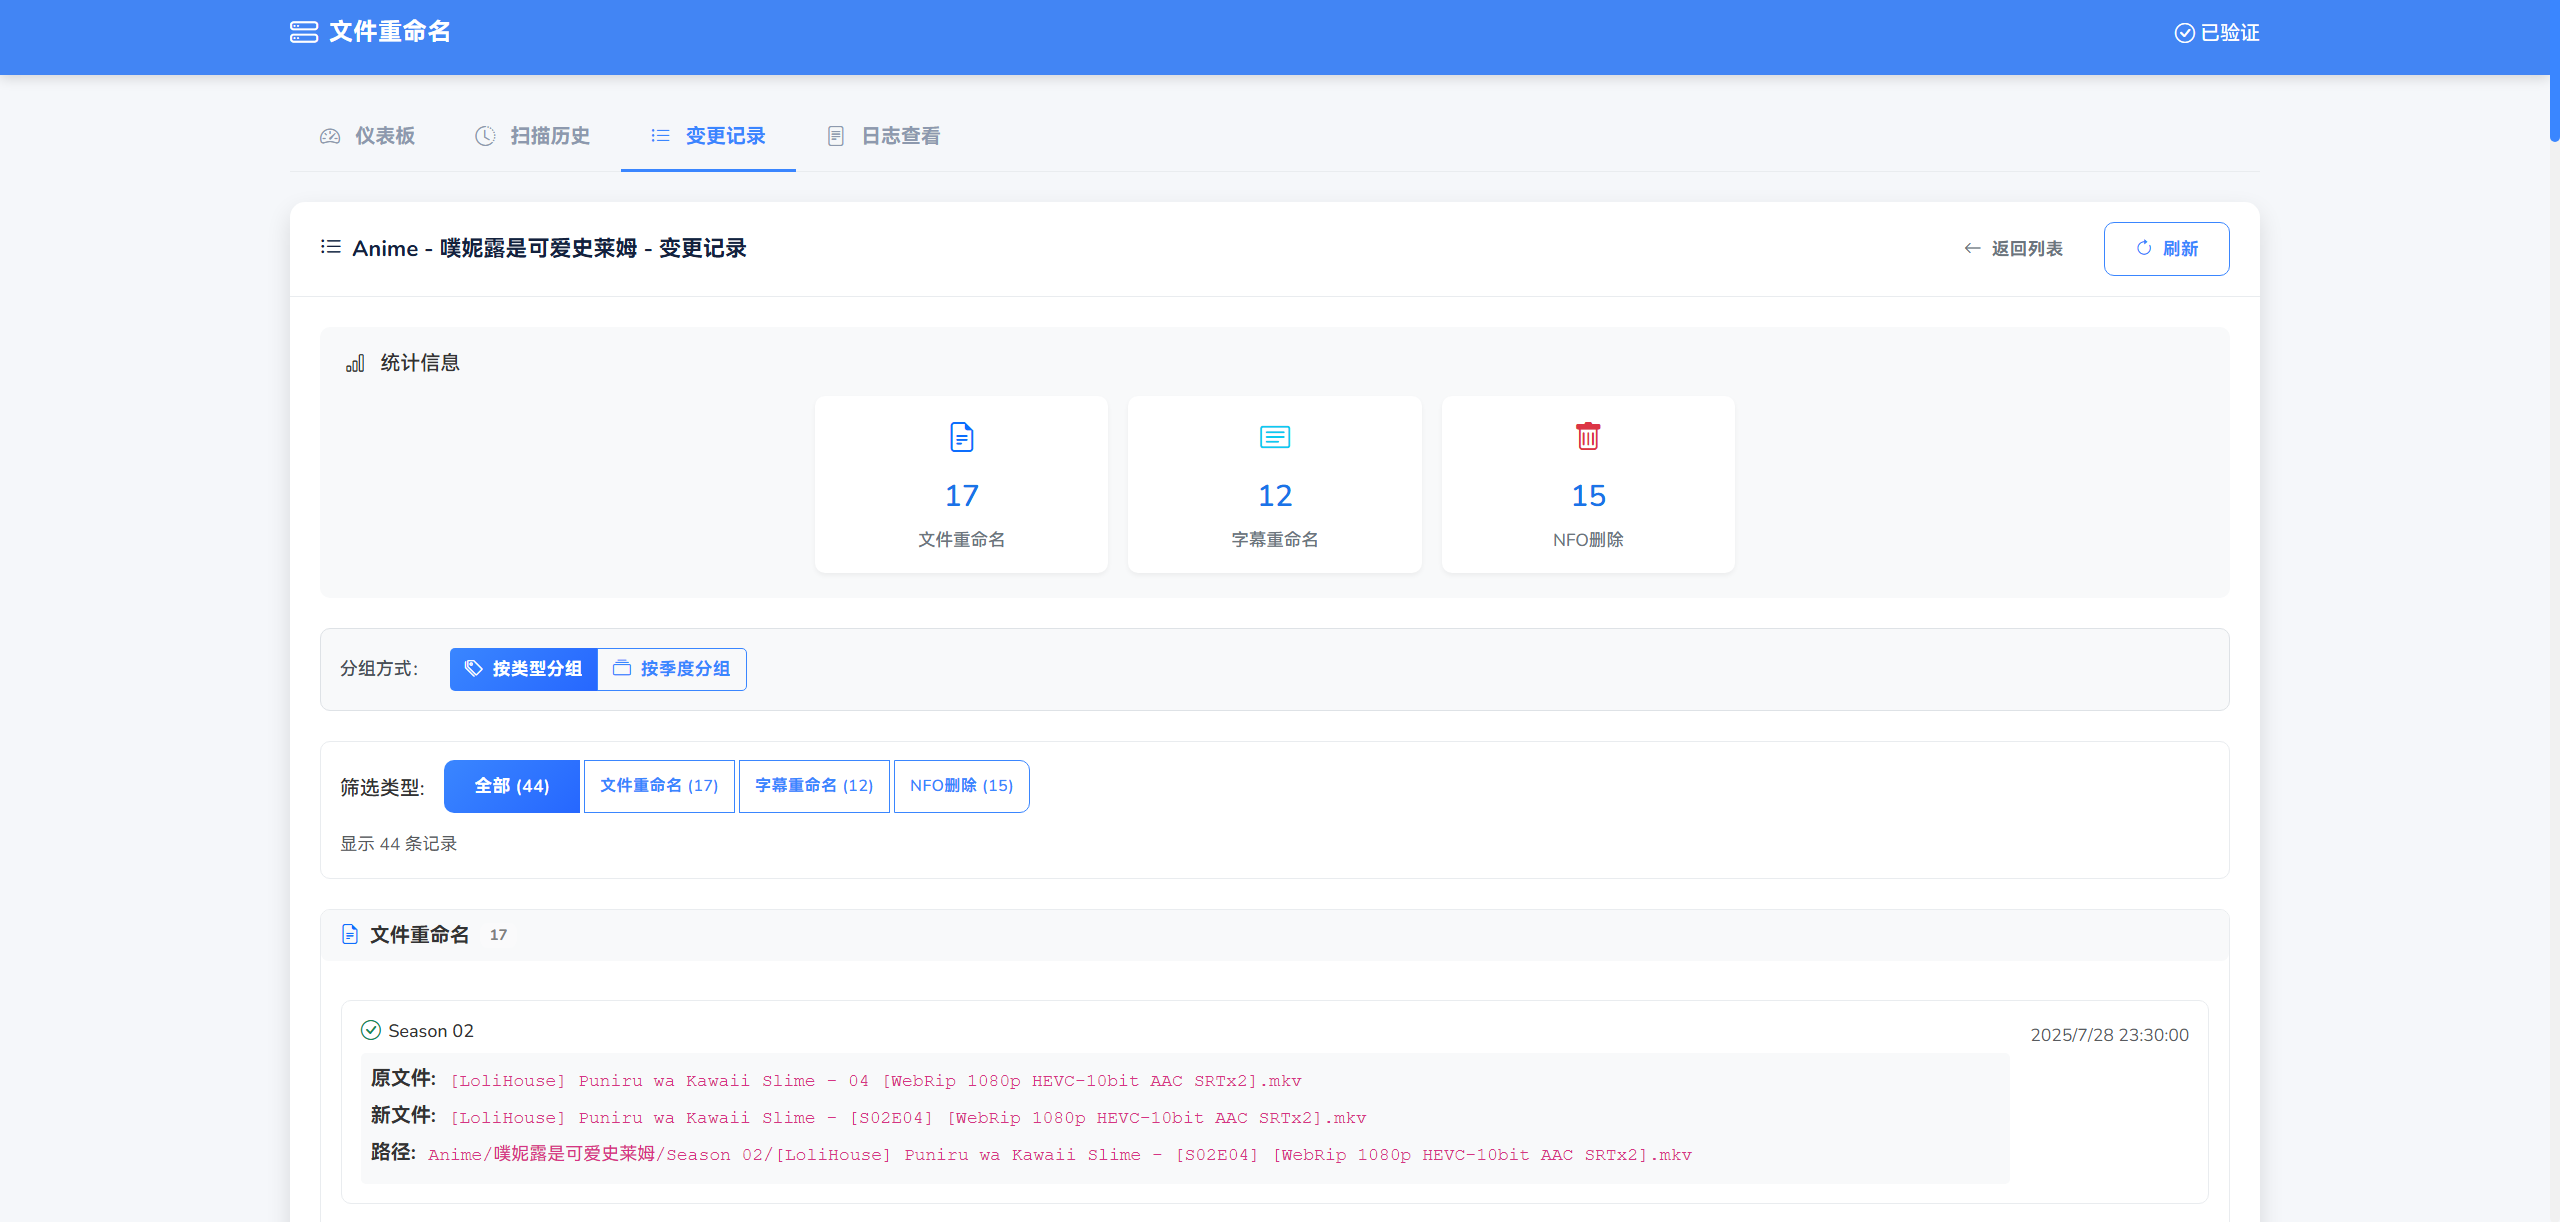 文件重命名
已验证
仪表板 扫描历史 变更记录 日志查看
Anime - 噗妮露是可爱史莱姆 - 变更记录
返回列表 刷新
统计信息
17 12 15
文件重命名 字幕重命名 NFO删除
分组方式: 按类型分组 按季度分组
筛选类型: 全部 (44) 文件重命名 (17) 字幕重命名 (12) NFO删除 (15)
显示 44 条记录
文件重命名 17
Season 02
2025/7/28 23:30:00
原文件: [LoliHouse] Puniru wa Kawaii Slime - 04 [WebRip 1080p HEVC-10bit AAC SRTx2].mkv
新文件: [LoliHouse] Puniru wa Kawaii Slime - [S02E04] [WebRip 1080p HEVC-10bit AAC SRTx2].mkv
路径: Anime/噗妮露是可爱史莱姆/Season 02/[LoliHouse] Puniru wa Kawaii Slime - [S02E04] [WebRip 1080p HEVC-10bit AAC SRTx2].mkv